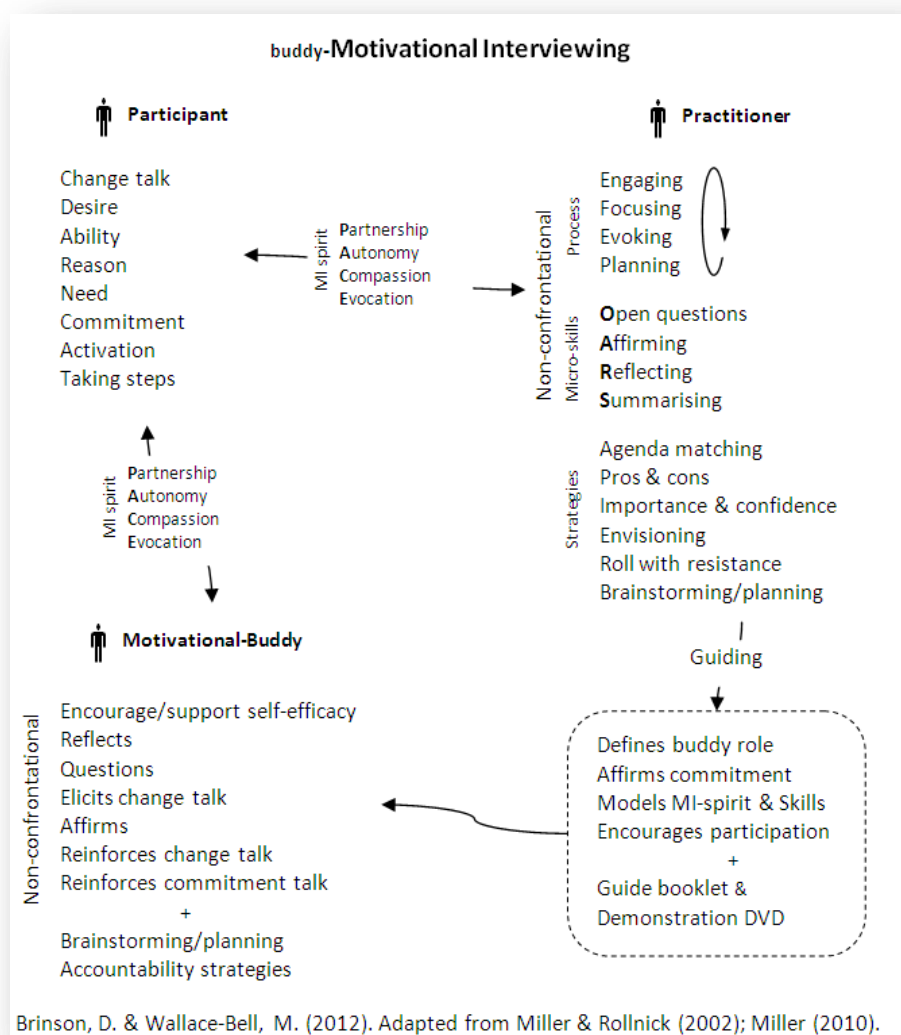 buddy-Motivational Interviewing
Participant
Change talk
Desire
Ability
Reason
Need
Commitment
Activation
Taking steps
MI spirit
Partnership
Autonomy
Compassion
Evocation
Practitioner
Non-confrontational
Process
Engaging
Focusing
Evoking
Planning
Micro-skills
Open questions
Affirming
Reflecting
Summarising
Strategies
Agenda matching
Pros & cons
Importance & confidence
Envisioning
Roll with resistance
Brainstorming/planning
Guiding
Defines buddy role
Affirms commitment
Models MI-spirit & Skills
Encourages participation
+
Guide booklet &
Demonstration DVD
MI spirit
Partnership
Autonomy
Compassion
Evocation
Motivational-Buddy
Non-confrontational
Encourage/support self-efficacy
Reflects
Questions
Elicits change talk
Affirms
Reinforces change talk
Reinforces commitment talk
+
Brainstorming/planning
Accountability strategies
Brinson, D. & Wallace-Bell, M. (2012). Adapted from Miller & Rollnick (2002); Miller (2010).